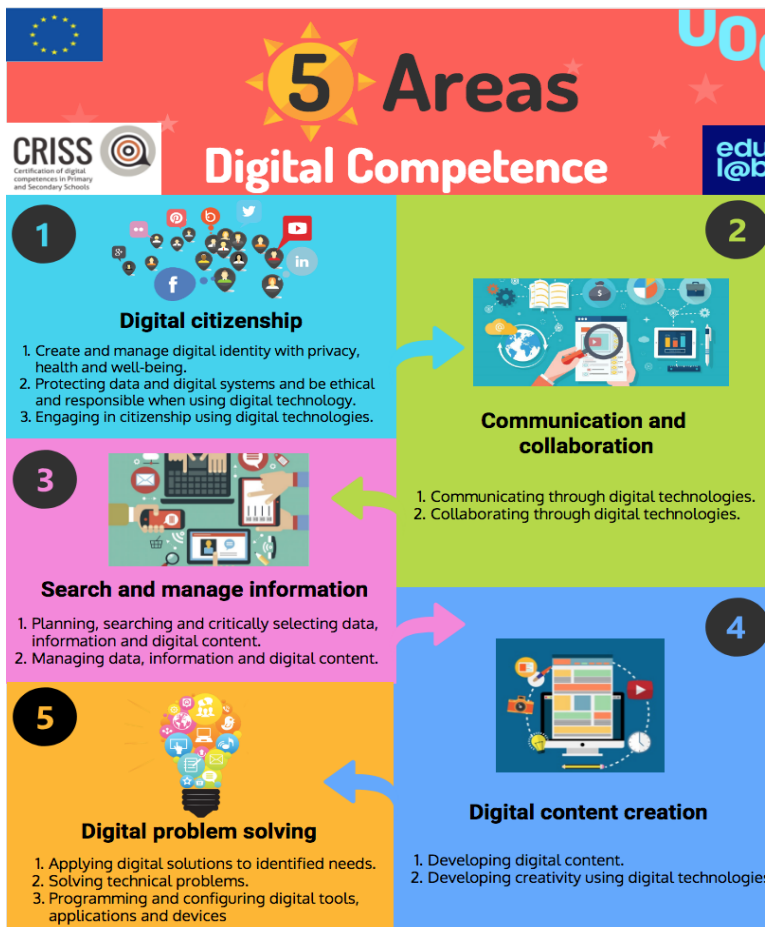 5 Areas
CRISS
Certification of digital
competences in Primary
and Secondary Schools
Digital Competence
edu
l@b
1
Digital citizenship
1. Create and manage digital identity with privacy,
health and well-being.
2. Protecting data and digital systems and be ethical
and responsible when using digital technology.
3. Engaging in citizenship using digital technologies.
2
Communication and
collaboration
1. Communicating through digital technologies.
2. Collaborating through digital technologies.
3
Search and manage information
1. Planning, searching and critically selecting data,
information and digital content.
2. Managing data, information and digital content.
4
Digital content creation
1. Developing digital content.
2. Developing creativity using digital technologies
5
Digital problem solving
1. Applying digital solutions to identified needs.
2. Solving technical problems.
3. Programming and configuring digital tools,
applications and devices